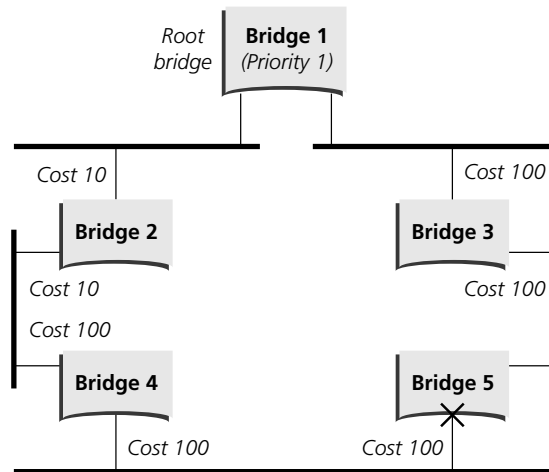 Root
bridge
Bridge 1
(Priority 1)
Cost 10
Cost 100
Bridge 2
Bridge 3
Cost 10
Cost 100
Cost 100
Bridge 4
Bridge 5
Cost 100
Cost 100